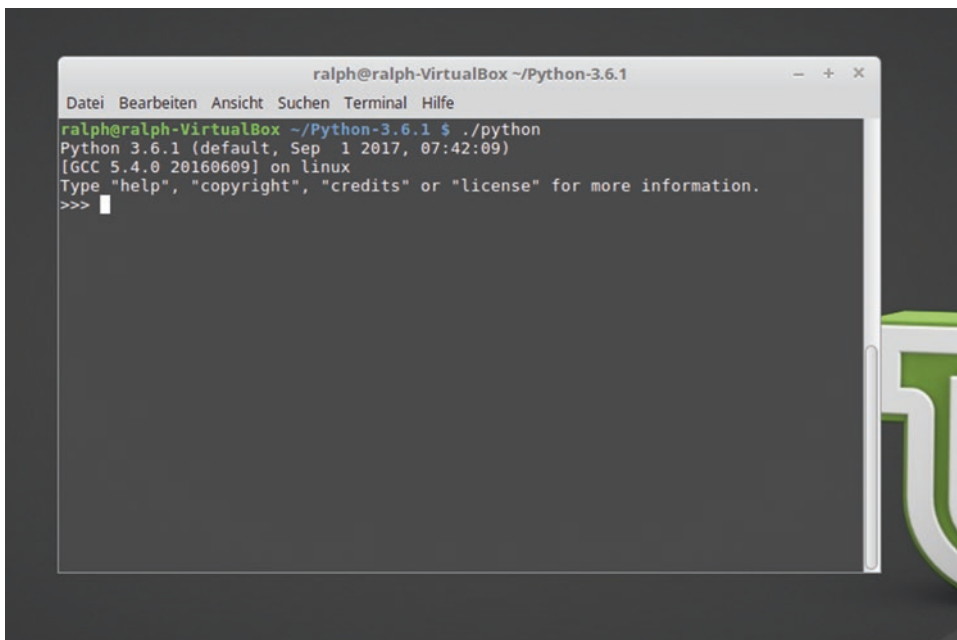 ralph@ralph-VirtualBox ~/Python-3.6.1
Datei Bearbeiten Ansicht Suchen Terminal Hilfe
ralph@ralph-VirtualBox ~/Python-3.6.1 $ ./python
Python 3.6.1 (default, Sep  1 2017, 07:42:09)
[GCC 5.4.0 20160609] on linux
Type "help", "copyright", "credits" or "license" for more information.
>>>